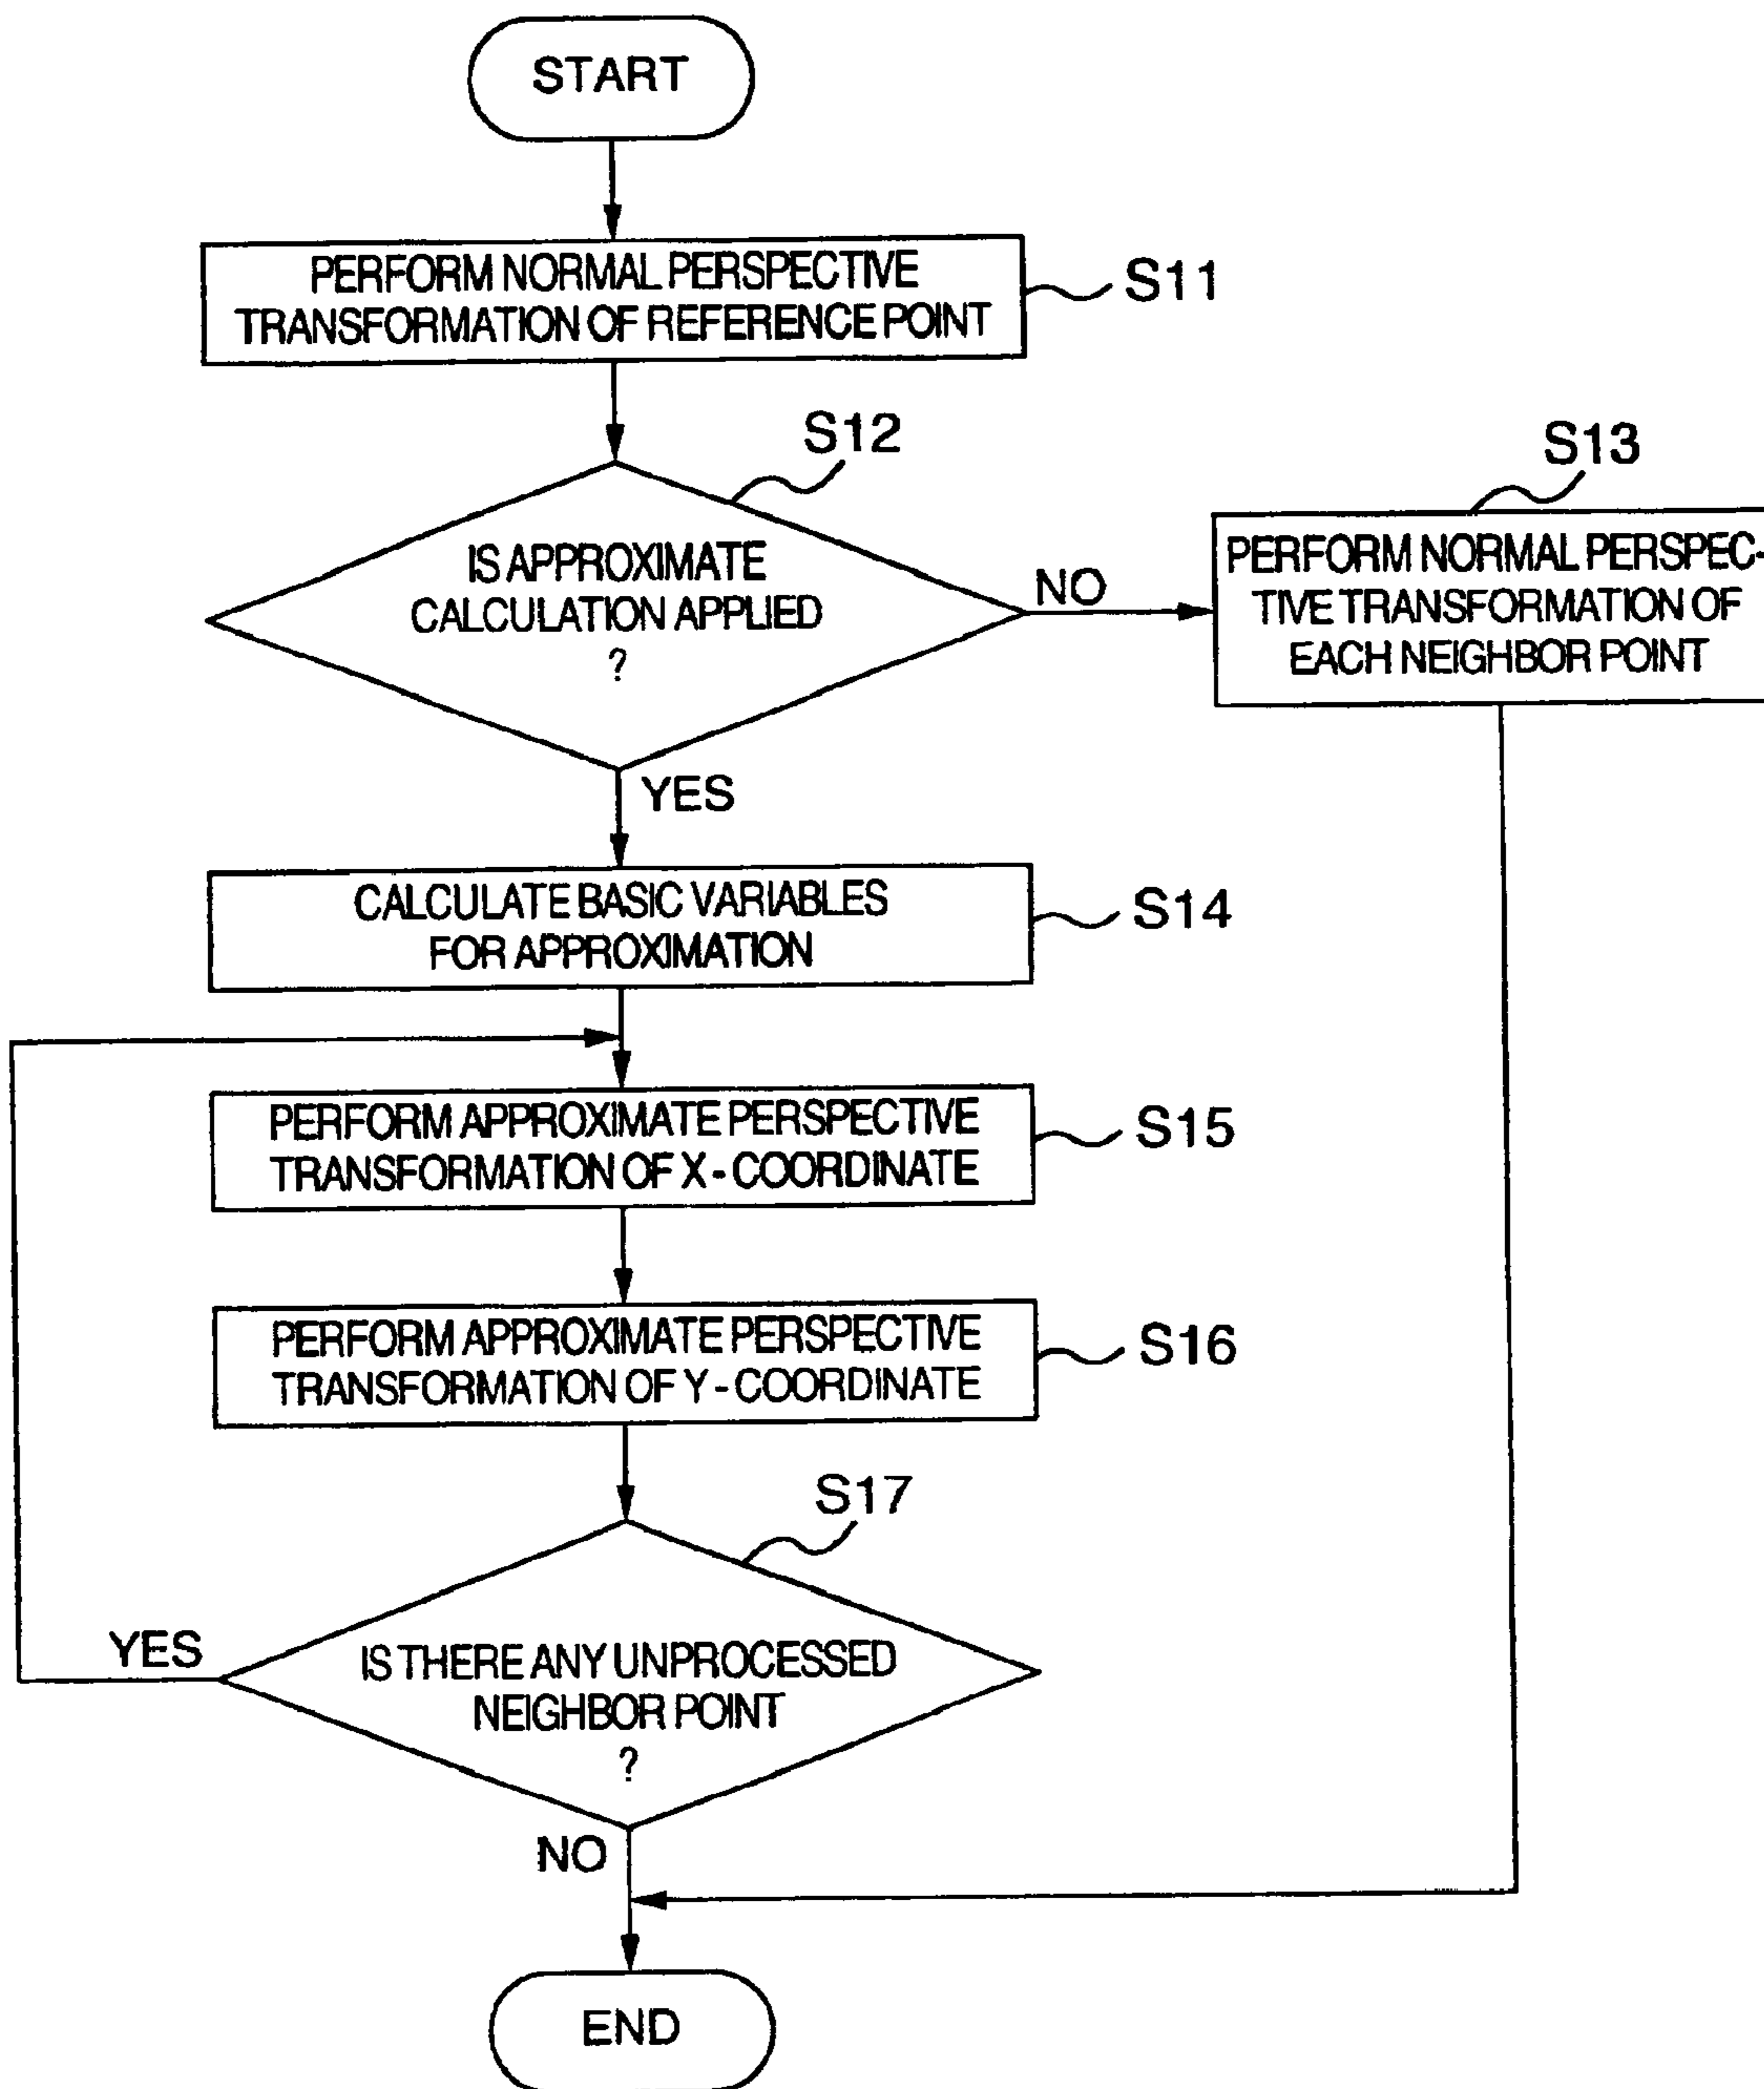 START
PERFORM NORMAL PERSPECTIVE
TRANSFORMATION OF REFERENCE POINT
S11
S12
IS APPROXIMATE
CALCULATION APPLIED
?
NO
S13
PERFORM NORMAL PERSPEC-
TIVE TRANSFORMATION OF
EACH NEIGHBOR POINT
YES
CALCULATE BASIC VARIABLES
FOR APPROXIMATION
S14
PERFORM APPROXIMATE PERSPECTIVE
TRANSFORMATION OF X-COORDINATE
S15
PERFORM APPROXIMATE PERSPECTIVE
TRANSFORMATION OF Y-COORDINATE
S16
S17
YES
IS THERE ANY UNPROCESSED
NEIGHBOR POINT
?
NO
END